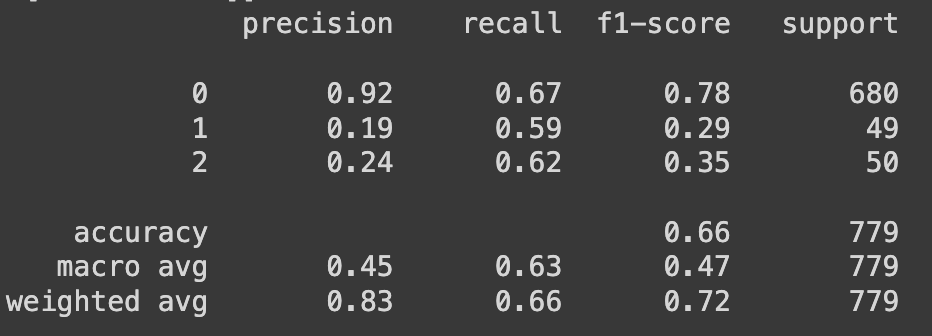 precision recall f1-score support
0 0.92 0.67 0.78 680
1 0.19 0.59 0.29 49
2 0.24 0.62 0.35 50
accuracy 0.66 779
macro avg 0.45 0.63 0.47 779
weighted avg 0.83 0.66 0.72 779